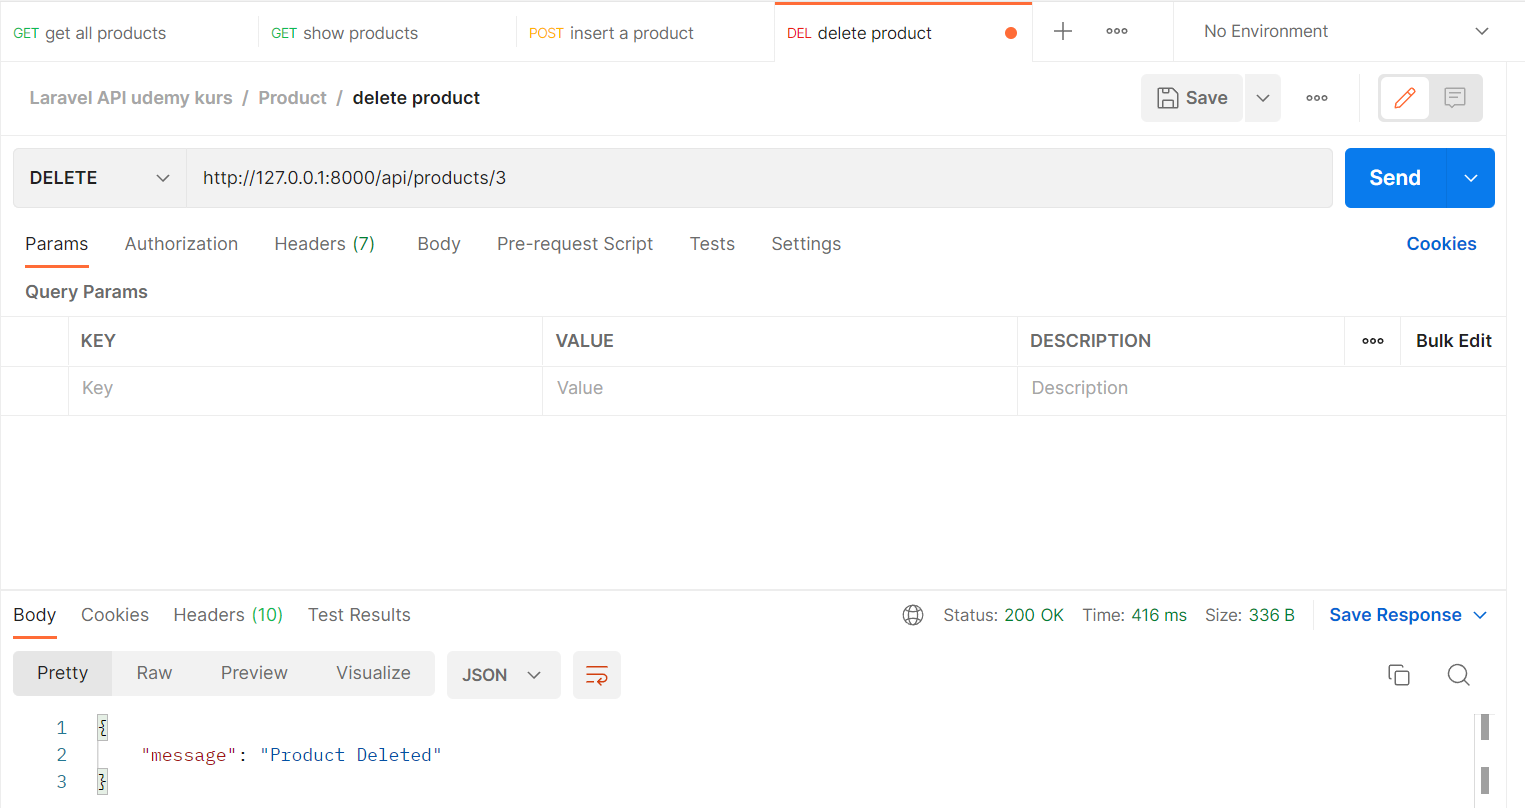 GET get all products GET show products POST insert a product DEL delete product No Environment
Laravel API udemy kurs / Product / delete product Save
DELETE http://127.0.0.1:8000/api/products/3 Send
Params Authorization Headers (7) Body Pre-request Script Tests Settings Cookies
Query Params
KEY VALUE DESCRIPTION Bulk Edit
Key Value Description
Body Cookies Headers (10) Test Results Status: 200 OK Time: 416 ms Size: 336 B Save Response
Pretty Raw Preview Visualize JSON
1 {
2 "message": "Product Deleted"
3 }